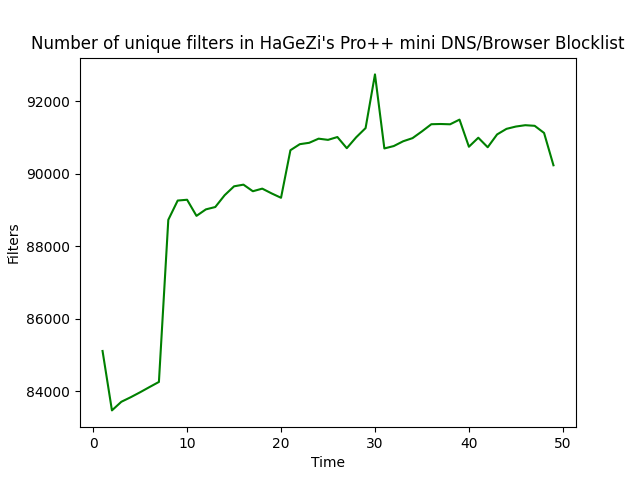 Number of unique filters in HaGeZi's Pro++ mini DNS/Browser Blocklist
92000
90000
88000
86000
84000
Filters
0 10 20 30 40 50
Time